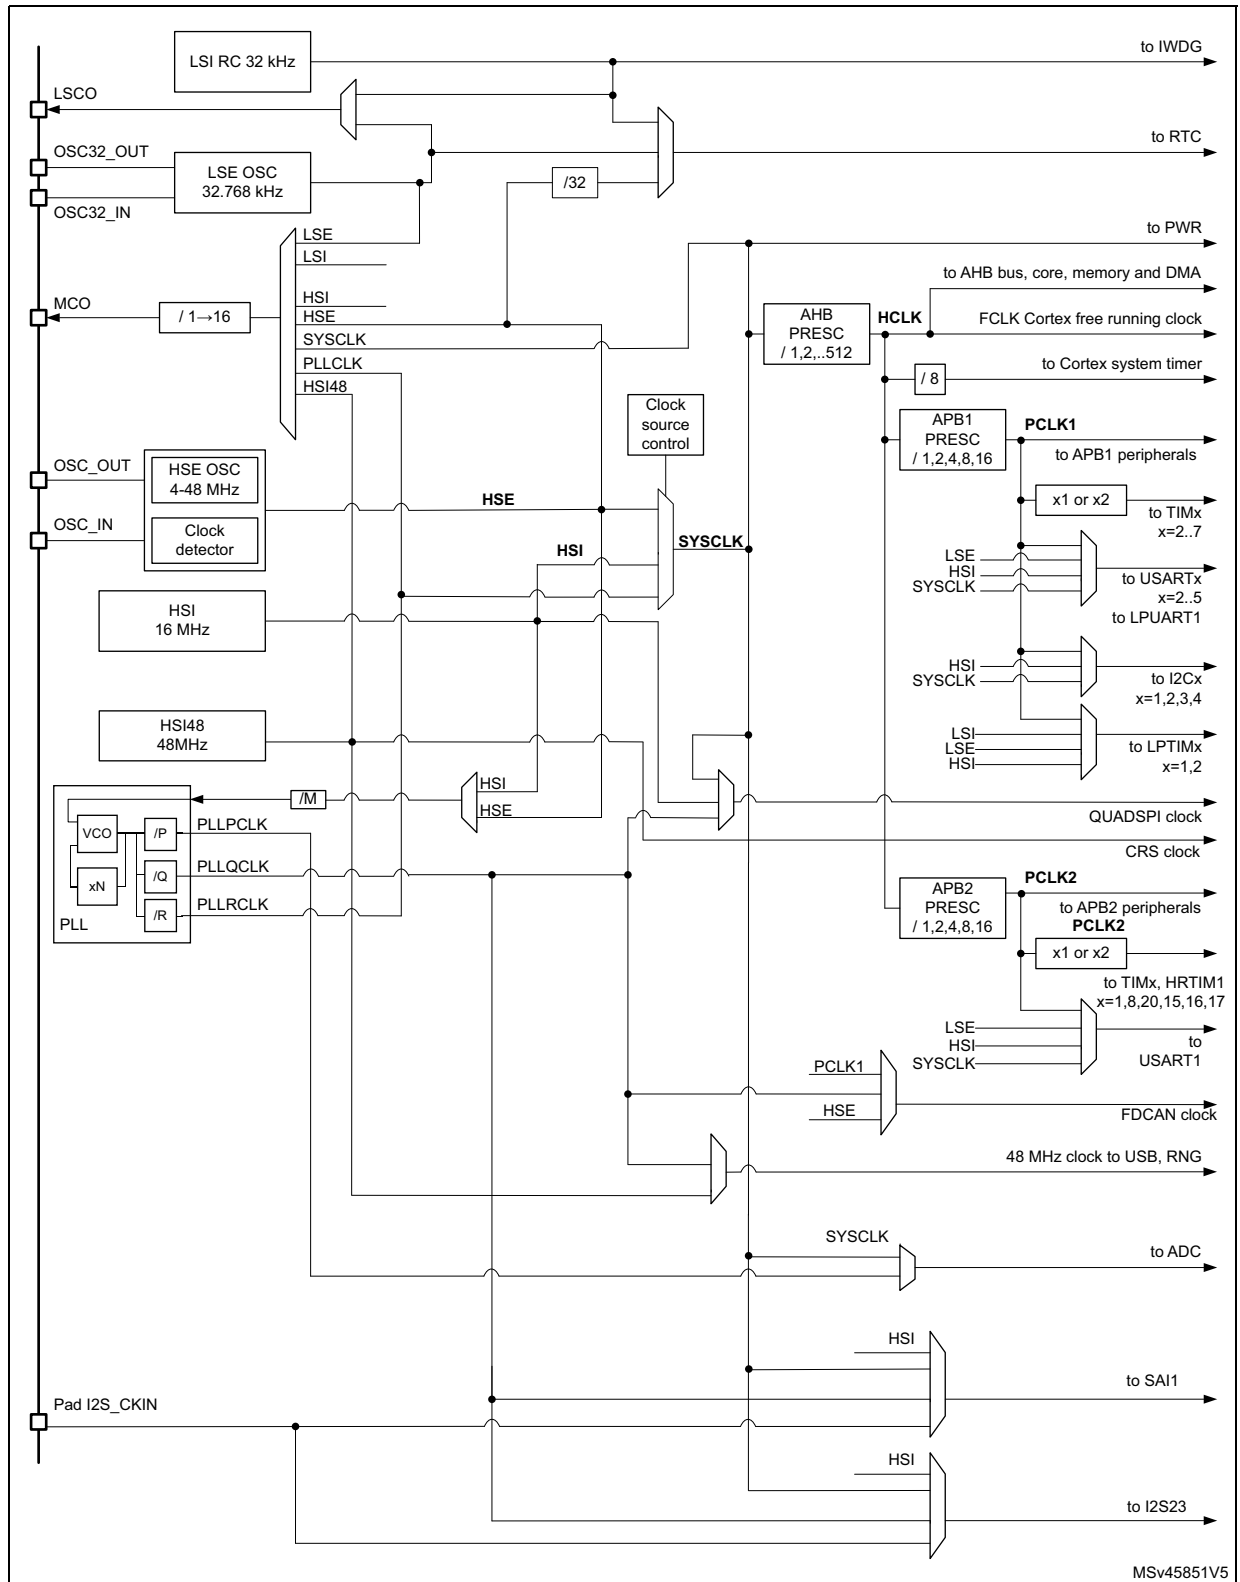 to IWDG
LSI RC 32 kHz
LSCO
to RTC
OSC32_OUT
LSE OSC
32.768 kHz
/32
OSC32_IN
LSE
to PWR
LSI
to AHB bus, core, memory and DMA
MCO
/ 1→16
HSI
HSE
AHB
PRESC
/ 1,2,..512
HCLK
FCLK Cortex free running clock
SYSCLK
PLLCLK
to Cortex system timer
/ 8
HSI48
Clock
source
control
APB1
PRESC
/ 1,2,4,8,16
PCLK1
to APB1 peripherals
OSC_OUT
HSE OSC
4-48 MHz
HSE
x1 or x2
to TIMx
x=2..7
OSC_IN
Clock
detector
HSI
SYSCLK
LSE
HSI
SYSCLK
to USARTx
x=2..5
to LPUART1
HSI
16 MHz
HSI
SYSCLK
to I2Cx
x=1,2,3,4
HSI48
48MHz
LSI
LSE
HSI
to LPTIMx
x=1,2
HSI
HSE
/M
QUADSPI clock
VCO
/P
PLLPCLK
CRS clock
xN
/Q
PLLQCLK
/R
PLLRCLK
PLL
APB2
PRESC
/ 1,2,4,8,16
PCLK2
to APB2 peripherals
PCLK2
x1 or x2
to TIMx, HRTIM1
x=1,8,20,15,16,17
LSE
HSI
SYSCLK
to
USART1
PCLK1
HSE
FDCAN clock
48 MHz clock to USB, RNG
SYSCLK
to ADC
HSI
to SAI1
Pad I2S_CKIN
HSI
to I2S23
MSv45851V5